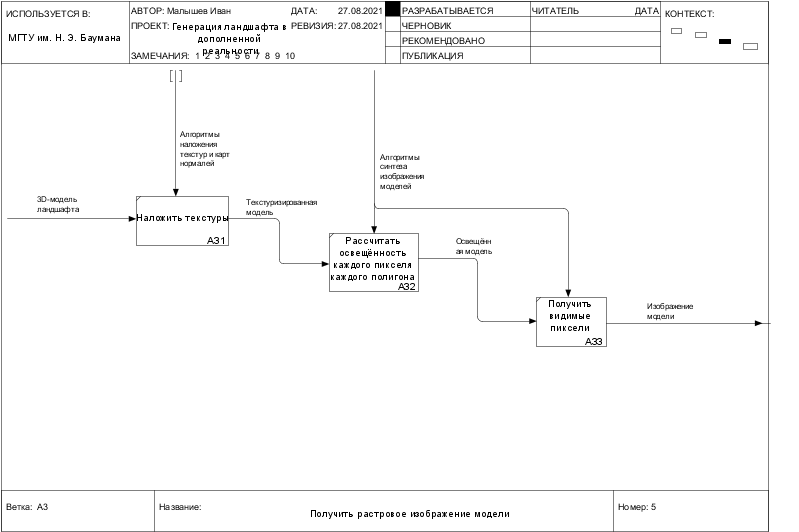 ИСПОЛЬЗУЕТСЯ В:
МГТУ им. Н. Э. Баумана
АВТОР: Малышев Иван
ДАТА: 27.08.2021
ПРОЕКТ: Генерация ландшафта в
дополненной
реальности
РЕВИЗИЯ: 27.08.2021
ЗАМЕЧАНИЯ: 1 2 3 4 5 6 7 8 9 10
РАЗРАБАТЫВАЕТСЯ
ЧЕРНОВИК
РЕКОМЕНДОВАНО
ПУБЛИКАЦИЯ
ЧИТАТЕЛЬ ДАТА
КОНТЕКСТ:
Алгоритмы
наложения
текстур и карт
нормалей
Алгоритмы
синтеза
изображения
моделей
3D-модель
ландшафта
Наложить текстуры
A31
Текстуризированная
модель
Рассчитать
освещённость
каждого пикселя
каждого полигона
A32
Освещённ
ая модель
Получить
видимые
пиксели
A33
Изображение
модели
Ветка: A3
Название:
Получить растровое изображение модели
Номер: 5